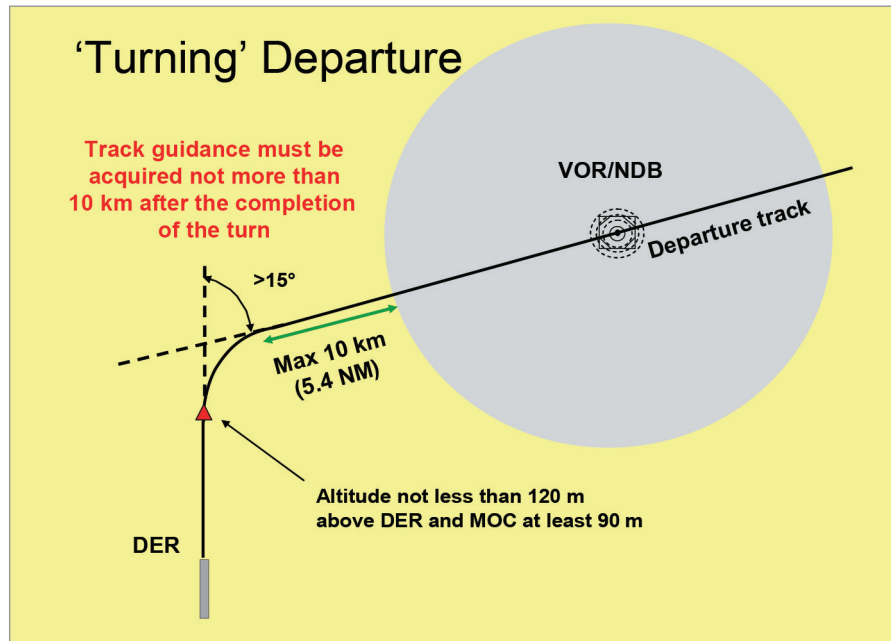 ‘Turning’ Departure
Track guidance must be
acquired not more than
10 km after the completion
of the turn
VOR/NDB
Departure track
>15°
Max 10 km
(5.4 NM)
Altitude not less than 120 m
above DER and MOC at least 90 m
DER